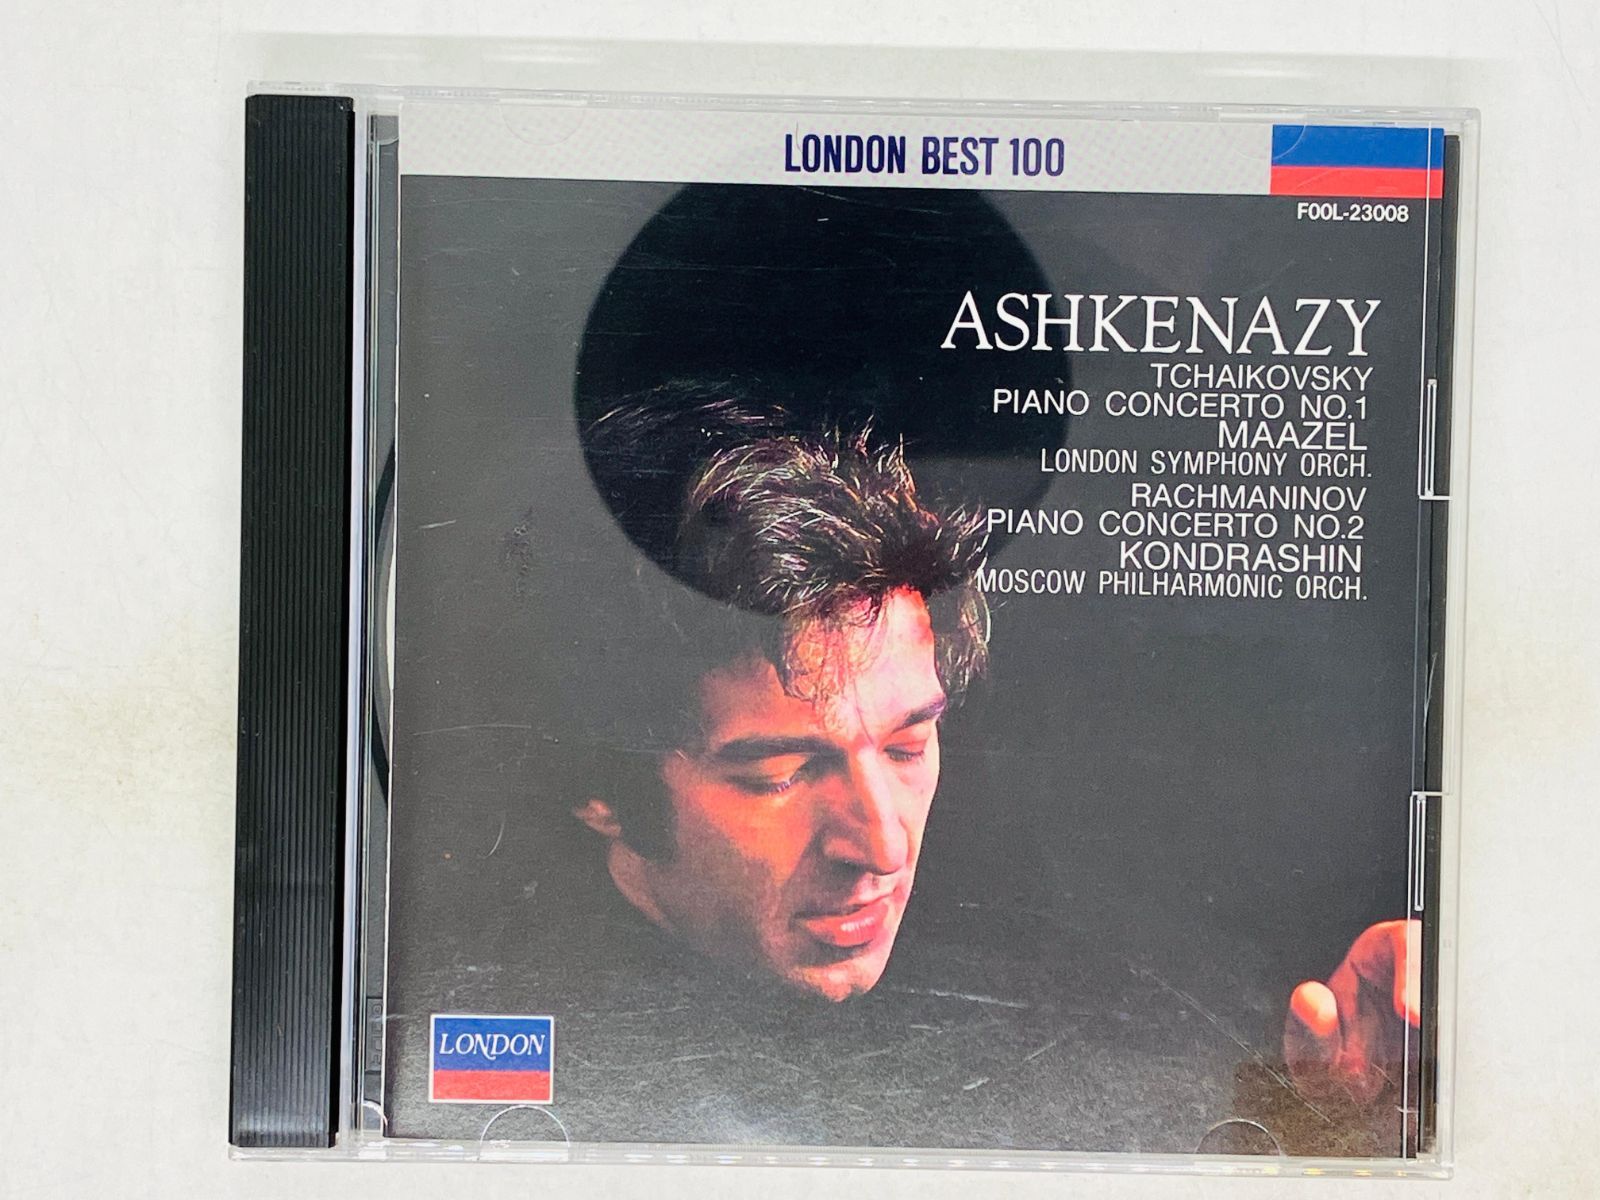 LONDON BEST 100
F00L-23008
ASHKENAZY
TCHAIKOVSKY
PIANO CONCERTO NO.1
MAAZEL
LONDON SYMPHONY ORCH.
RACHMANINOV
PIANO CONCERTO NO.2
KONDRASHIN
MOSCOW PHILHARMONIC ORCH.
LONDON